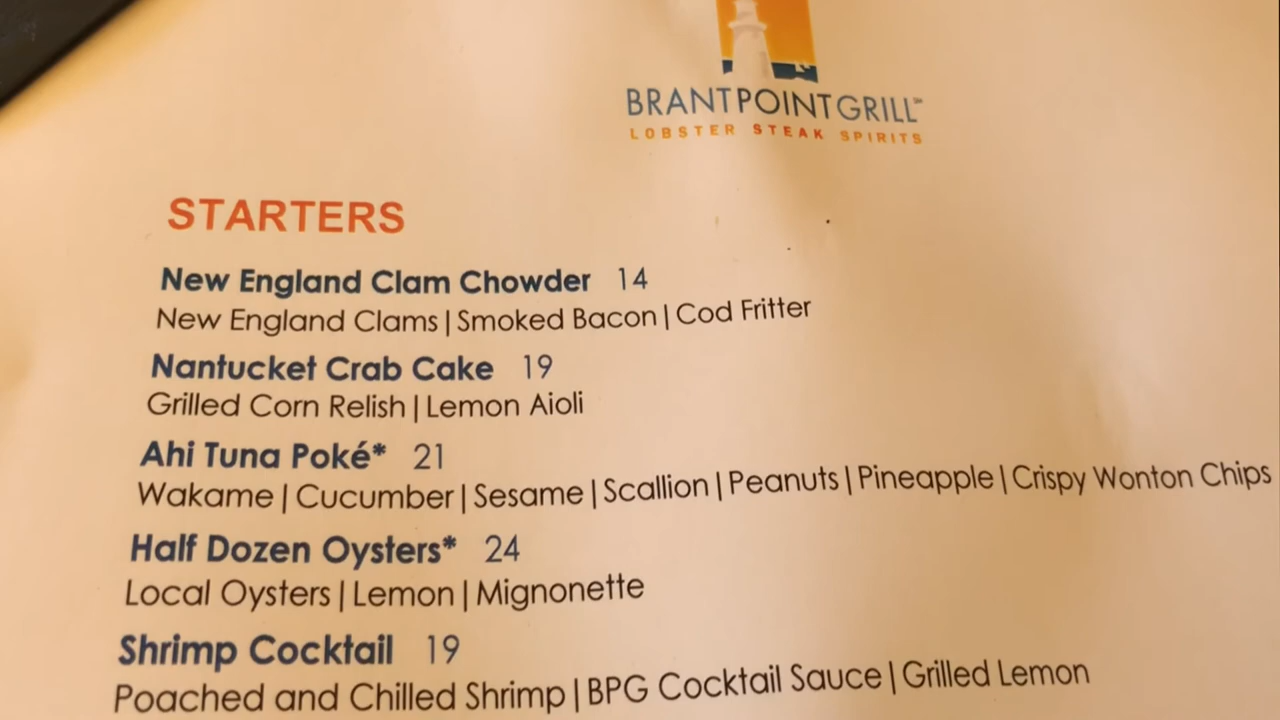 BRANTPOINTGRILL℠
LOBSTER STEAK SPIRITS
STARTERS
New England Clam Chowder 14
New England Clams | Smoked Bacon | Cod Fritter
Nantucket Crab Cake 19
Grilled Corn Relish | Lemon Aioli
Ahi Tuna Poké* 21
Wakame | Cucumber | Sesame | Scallion | Peanuts | Pineapple | Crispy Wonton Chips
Half Dozen Oysters* 24
Local Oysters | Lemon | Mignonette
Shrimp Cocktail 19
Poached and Chilled Shrimp | BPG Cocktail Sauce | Grilled Lemon